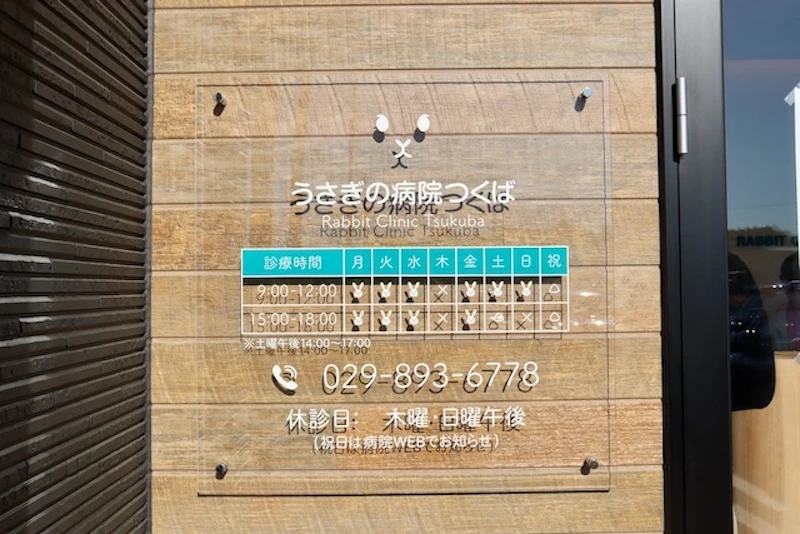 うさぎの病院つくば
Rabbit Clinic Tsukuba
診療時間 月 火 水 木 金 土 日 祝
9:00-12:00 × △
15:00-18:00 × △ × △
※土曜午後14:00〜17:00
029-893-6778
休診日: 木曜・日曜午後
(祝日は病院WEBでお知らせ)
RABBIT